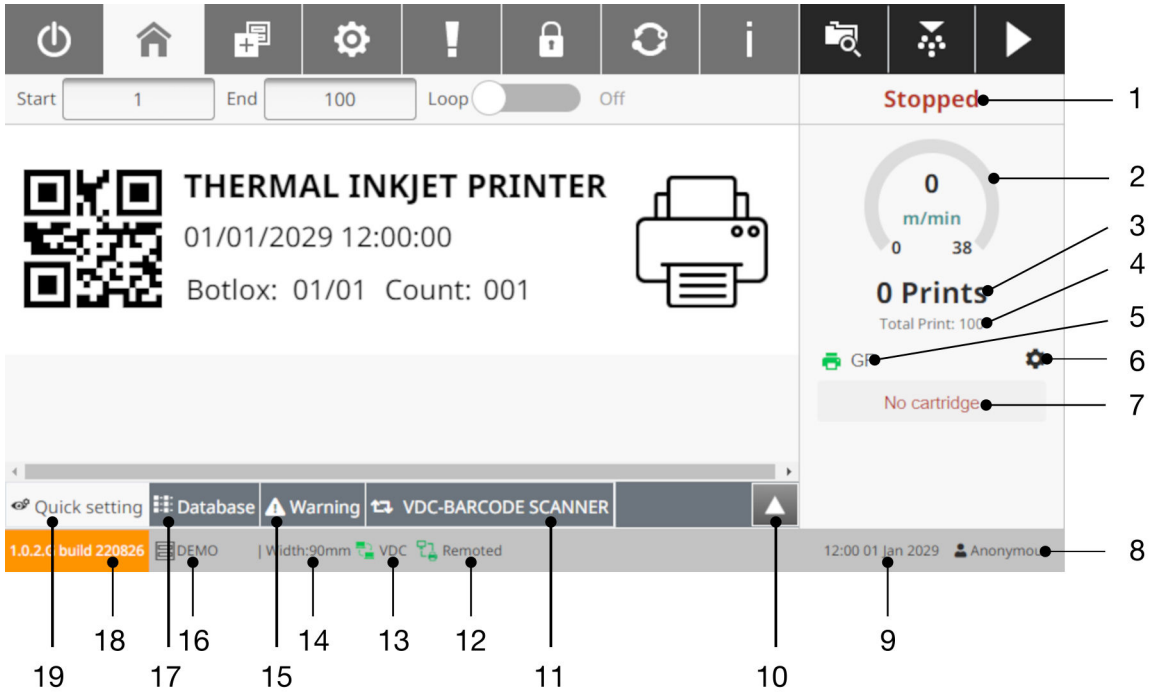 Start 1 End 100 Loop Off
Stopped 1
THERMAL INKJET PRINTER
01/01/2029 12:00:00
Botlox: 01/01 Count: 001
0 2
m/min
0 38 3
0 Prints 4
Total Print: 100
5
6
No cartridge 7
Quick setting Database Warning VDC-BARCODE SCANNER
1.0.2.0 build 220826 DEMO | Width:90mm VDC Remoted 12:00 01 Jan 2029 Anonymous 8
18 16 14 13 12 9
19 17 15 11 10